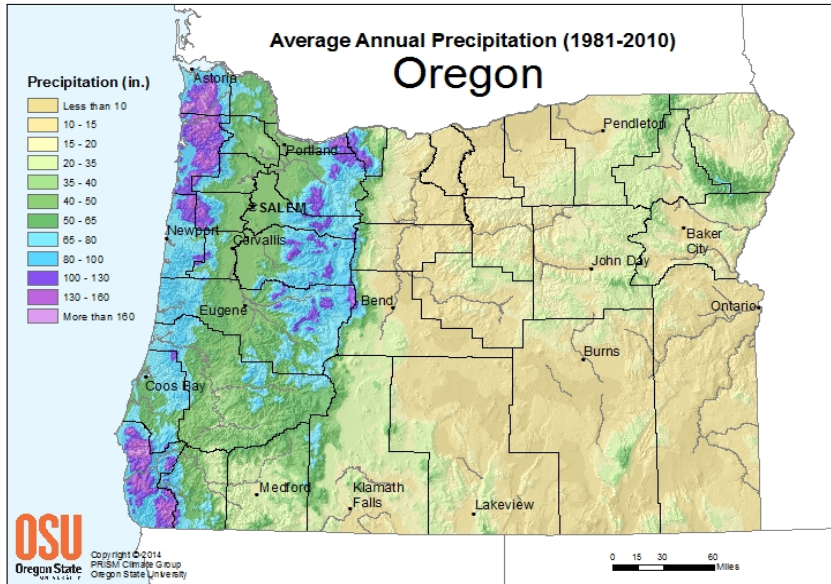 Average Annual Precipitation (1981-2010)
Oregon
Precipitation (in.)
Less than 10
10 - 15
15 - 20
20 - 35
35 - 40
40 - 50
50 - 65
65 - 80
80 - 100
100 - 130
130 - 160
More than 160
Astoria
Pendleton
Portland
SALEM
Newport
Corvallis
Baker
City
John Day
Eugene
Bend
Ontario
Burns
Coos Bay
Medford
Klamath
Falls
Lakeview
OSU
Oregon State
UNIVERSITY
Copyright © 2014
PRISM Climate Group
Oregon State University
0 15 30 60
Miles